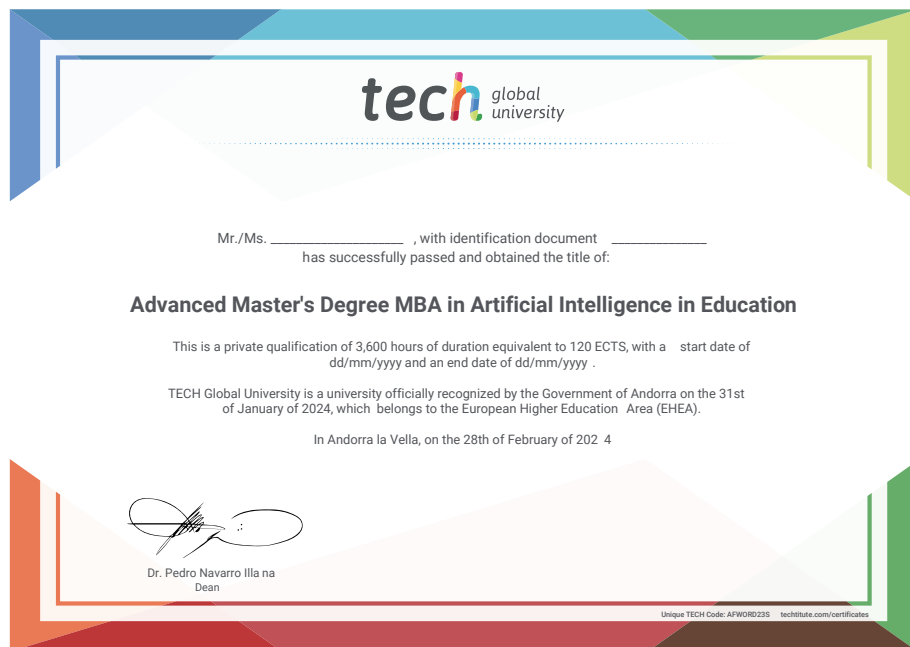 tech global
university
Mr./Ms. _____________________ , with identification document _______________
has successfully passed and obtained the title of:
Advanced Master's Degree MBA in Artificial Intelligence in Education
This is a private qualification of 3,600 hours of duration equivalent to 120 ECTS, with a start date of
dd/mm/yyyy and an end date of dd/mm/yyyy .
TECH Global University is a university officially recognized by the Government of Andorra on the 31st
of January of 2024, which belongs to the European Higher Education Area (EHEA).
In Andorra la Vella, on the 28th of February of 202 4
Dr. Pedro Navarro Illa na
Dean
Unique TECH Code: AFWORD23S techtitute.com/certificates